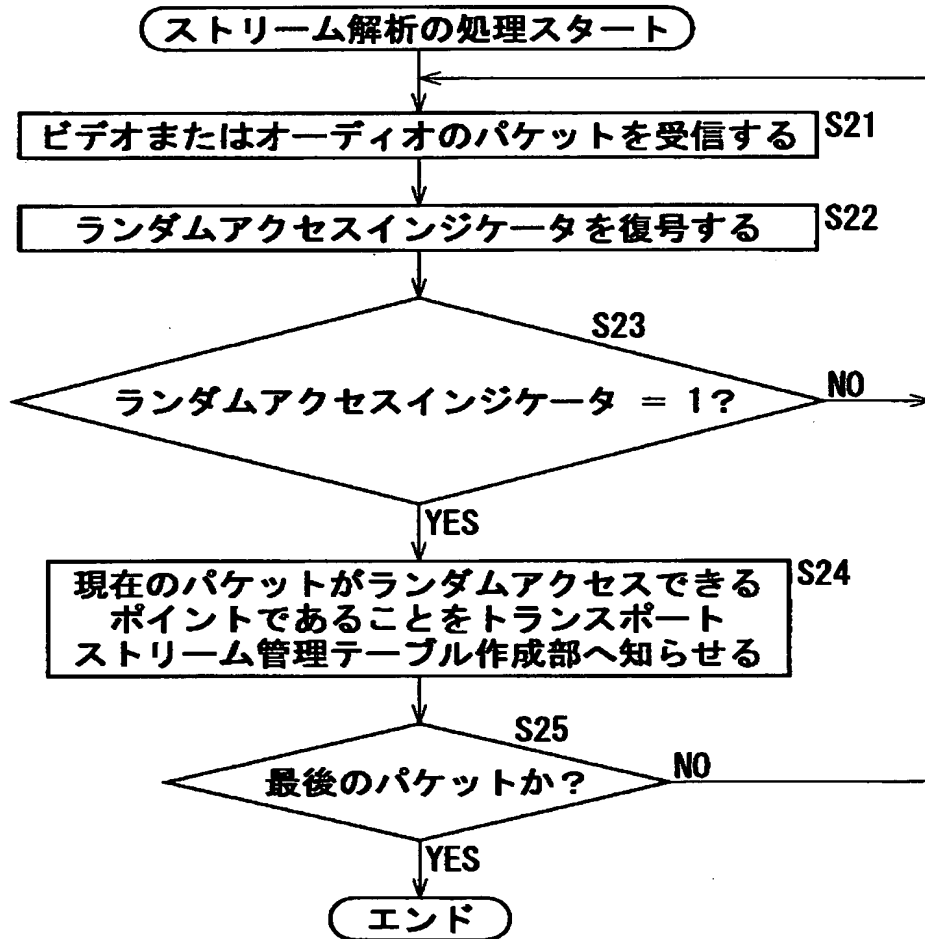 ストリーム解析の処理スタート
ビデオまたはオーディオのパケットを受信する
S21
ランダムアクセスインジケータを復号する
S22
S23
ランダムアクセスインジケータ = 1?
NO
YES
現在のパケットがランダムアクセスできる
ポイントであることをトランスポート
ストリーム管理テーブル作成部へ知らせる
S24
S25
最後のパケットか?
NO
YES
エンド